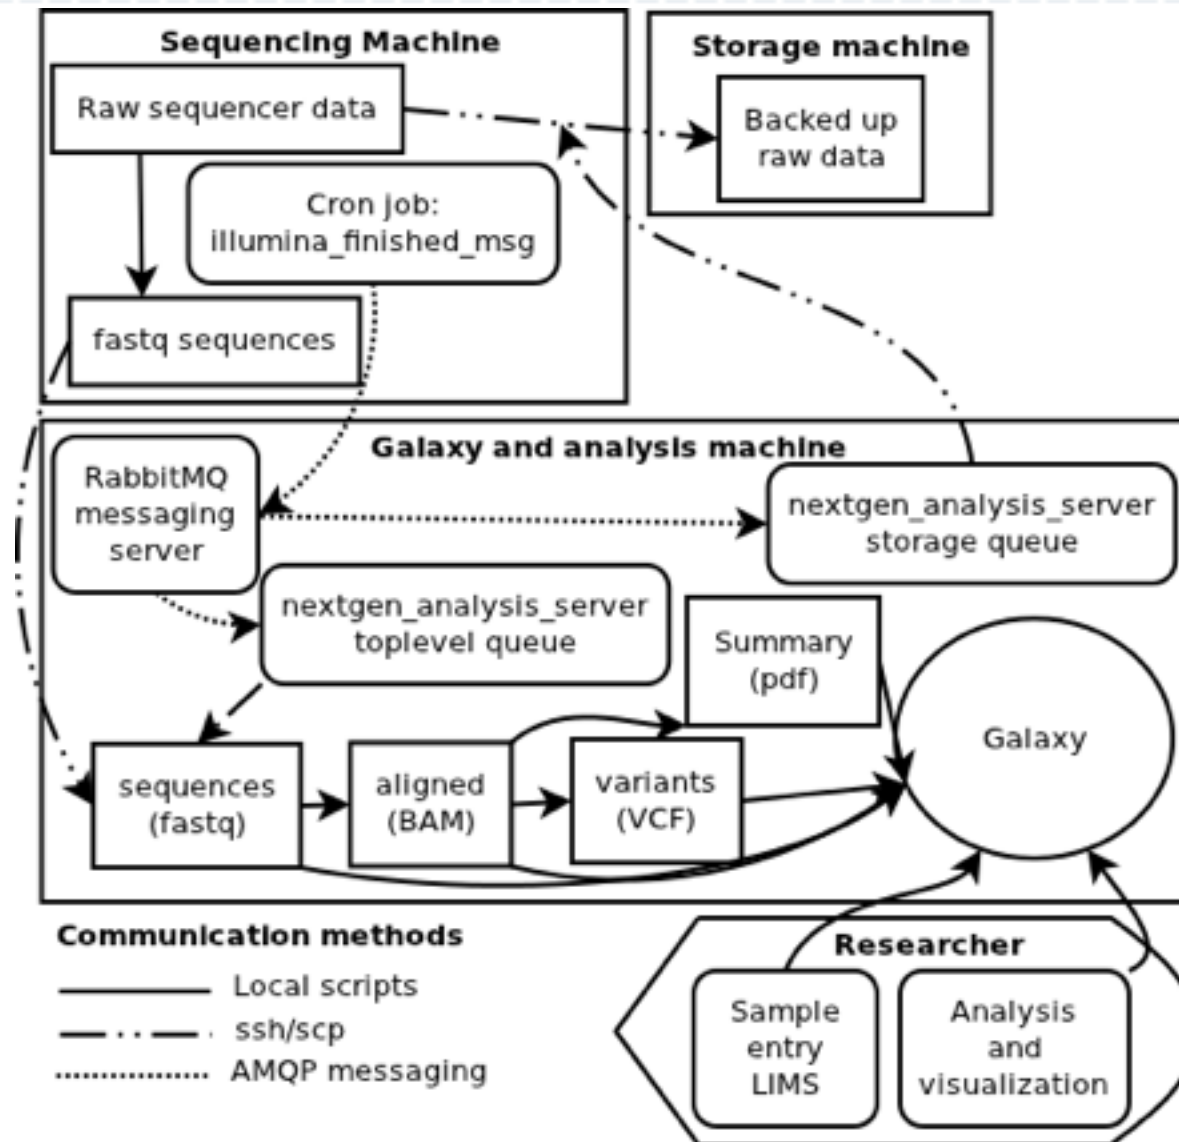 Sequencing Machine
Raw sequencer data
Cron job:
illumina_finished_msg
fastq sequences
Storage machine
Backed up
raw data
Galaxy and analysis machine
RabbitMQ
messaging
server
nextgen_analysis_server
storage queue
nextgen_analysis_server
toplevel queue
Summary
(pdf)
Galaxy
sequences
(fastq)
aligned
(BAM)
variants
(VCF)
Communication methods
Local scripts
ssh/scp
AMQP messaging
Researcher
Sample
entry
LIMS
Analysis
and
visualization